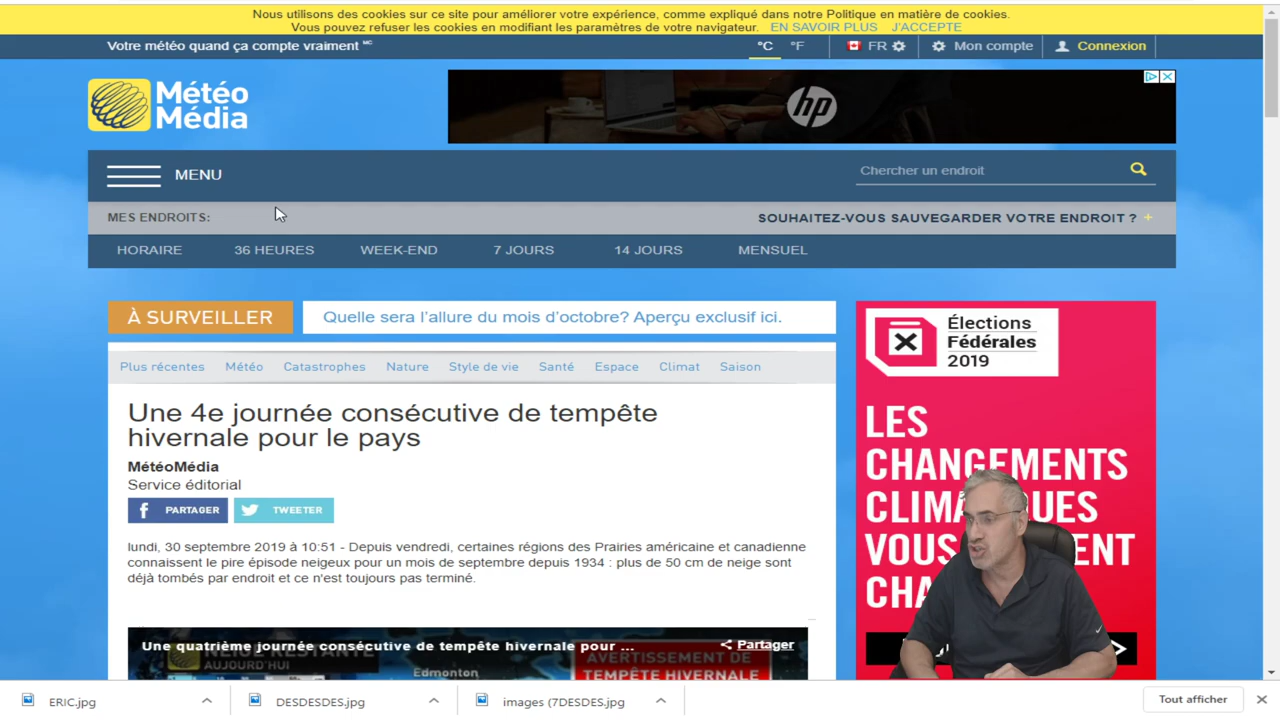 Nous utilisons des cookies sur ce site pour améliorer votre expérience, comme expliqué dans notre Politique en matière de cookies.
Vous pouvez refuser les cookies en modifiant les paramètres de votre navigateur. EN SAVOIR PLUS J'ACCEPTE
Votre météo quand ça compte vraiment MC
°C °F FR Mon compte Connexion
Météo
Média
hp
MENU
Chercher un endroit
MES ENDROITS:
SOUHAITEZ-VOUS SAUVEGARDER VOTRE ENDROIT ? +
HORAIRE 36 HEURES WEEK-END 7 JOURS 14 JOURS MENSUEL
À SURVEILLER
Quelle sera l'allure du mois d'octobre? Aperçu exclusif ici.
Plus récentes Météo Catastrophes Nature Style de vie Santé Espace Climat Saison
Une 4e journée consécutive de tempête
hivernale pour le pays
MétéoMédia
Service éditorial
PARTAGER TWEETER
lundi, 30 septembre 2019 à 10:51 - Depuis vendredi, certaines régions des Prairies américaine et canadienne
connaissent le pire épisode neigeux pour un mois de septembre depuis 1934 : plus de 50 cm de neige sont
déjà tombés par endroit et ce n'est toujours pas terminé.
Une quatrième journée consécutive de tempête hivernale pour ...
Partager
NEIGE RESTANTE
AUJOURD'HUI
Edmonton
AVERTISSEMENT DE
TEMPÊTE HIVERNALE
Élections
Fédérales
2019
LES
CHANGEMENTS
CLIM QUES
VOUS ENT
CHA
ERIC.jpg
DESDESDES.jpg
images (7DESDES.jpg
Tout afficher